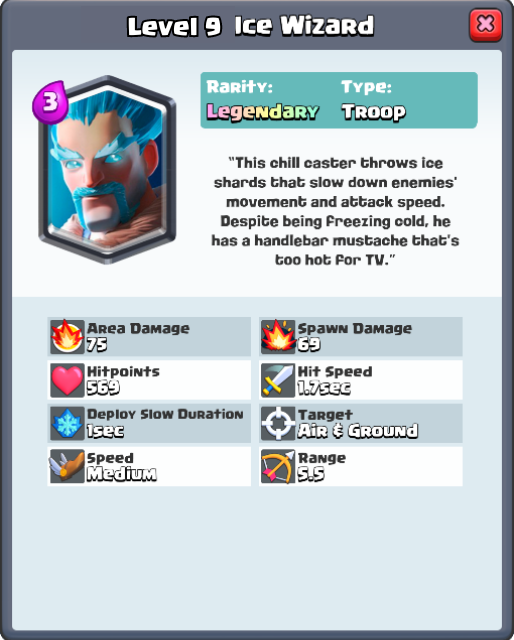 Level 9 Ice Wizard
3
Rarity: Type:
Legendary Troop
"This chill caster throws ice
shards that slow down enemies'
movement and attack speed.
Despite being freezing cold, he
has a handlebar mustache that's
too hot for TV."
Area Damage
75
Spawn Damage
69
Hitpoints
569
Hit Speed
1.7sec
Deploy Slow Duration
1sec
Target
Air & Ground
Speed
Medium
Range
5.5